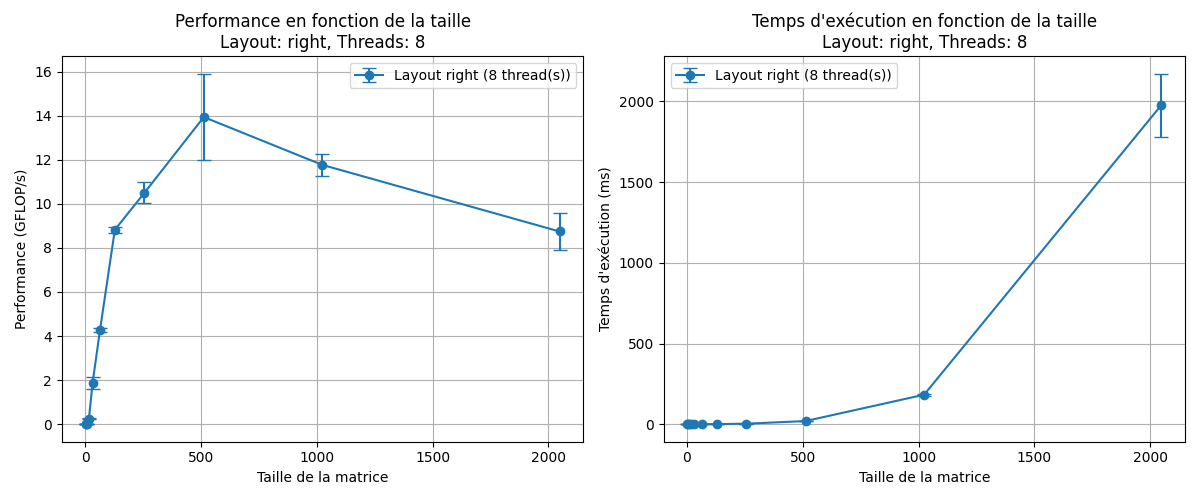 Performance en fonction de la taille
Layout: right, Threads: 8
16
14
12
10
8
6
4
2
0
Performance (GFLOP/s)
Layout right (8 thread(s))
0
500
1000
1500
2000
Taille de la matrice
Temps d'exécution en fonction de la taille
Layout: right, Threads: 8
2000
1500
1000
500
0
Temps d'exécution (ms)
Layout right (8 thread(s))
0
500
1000
1500
2000
Taille de la matrice